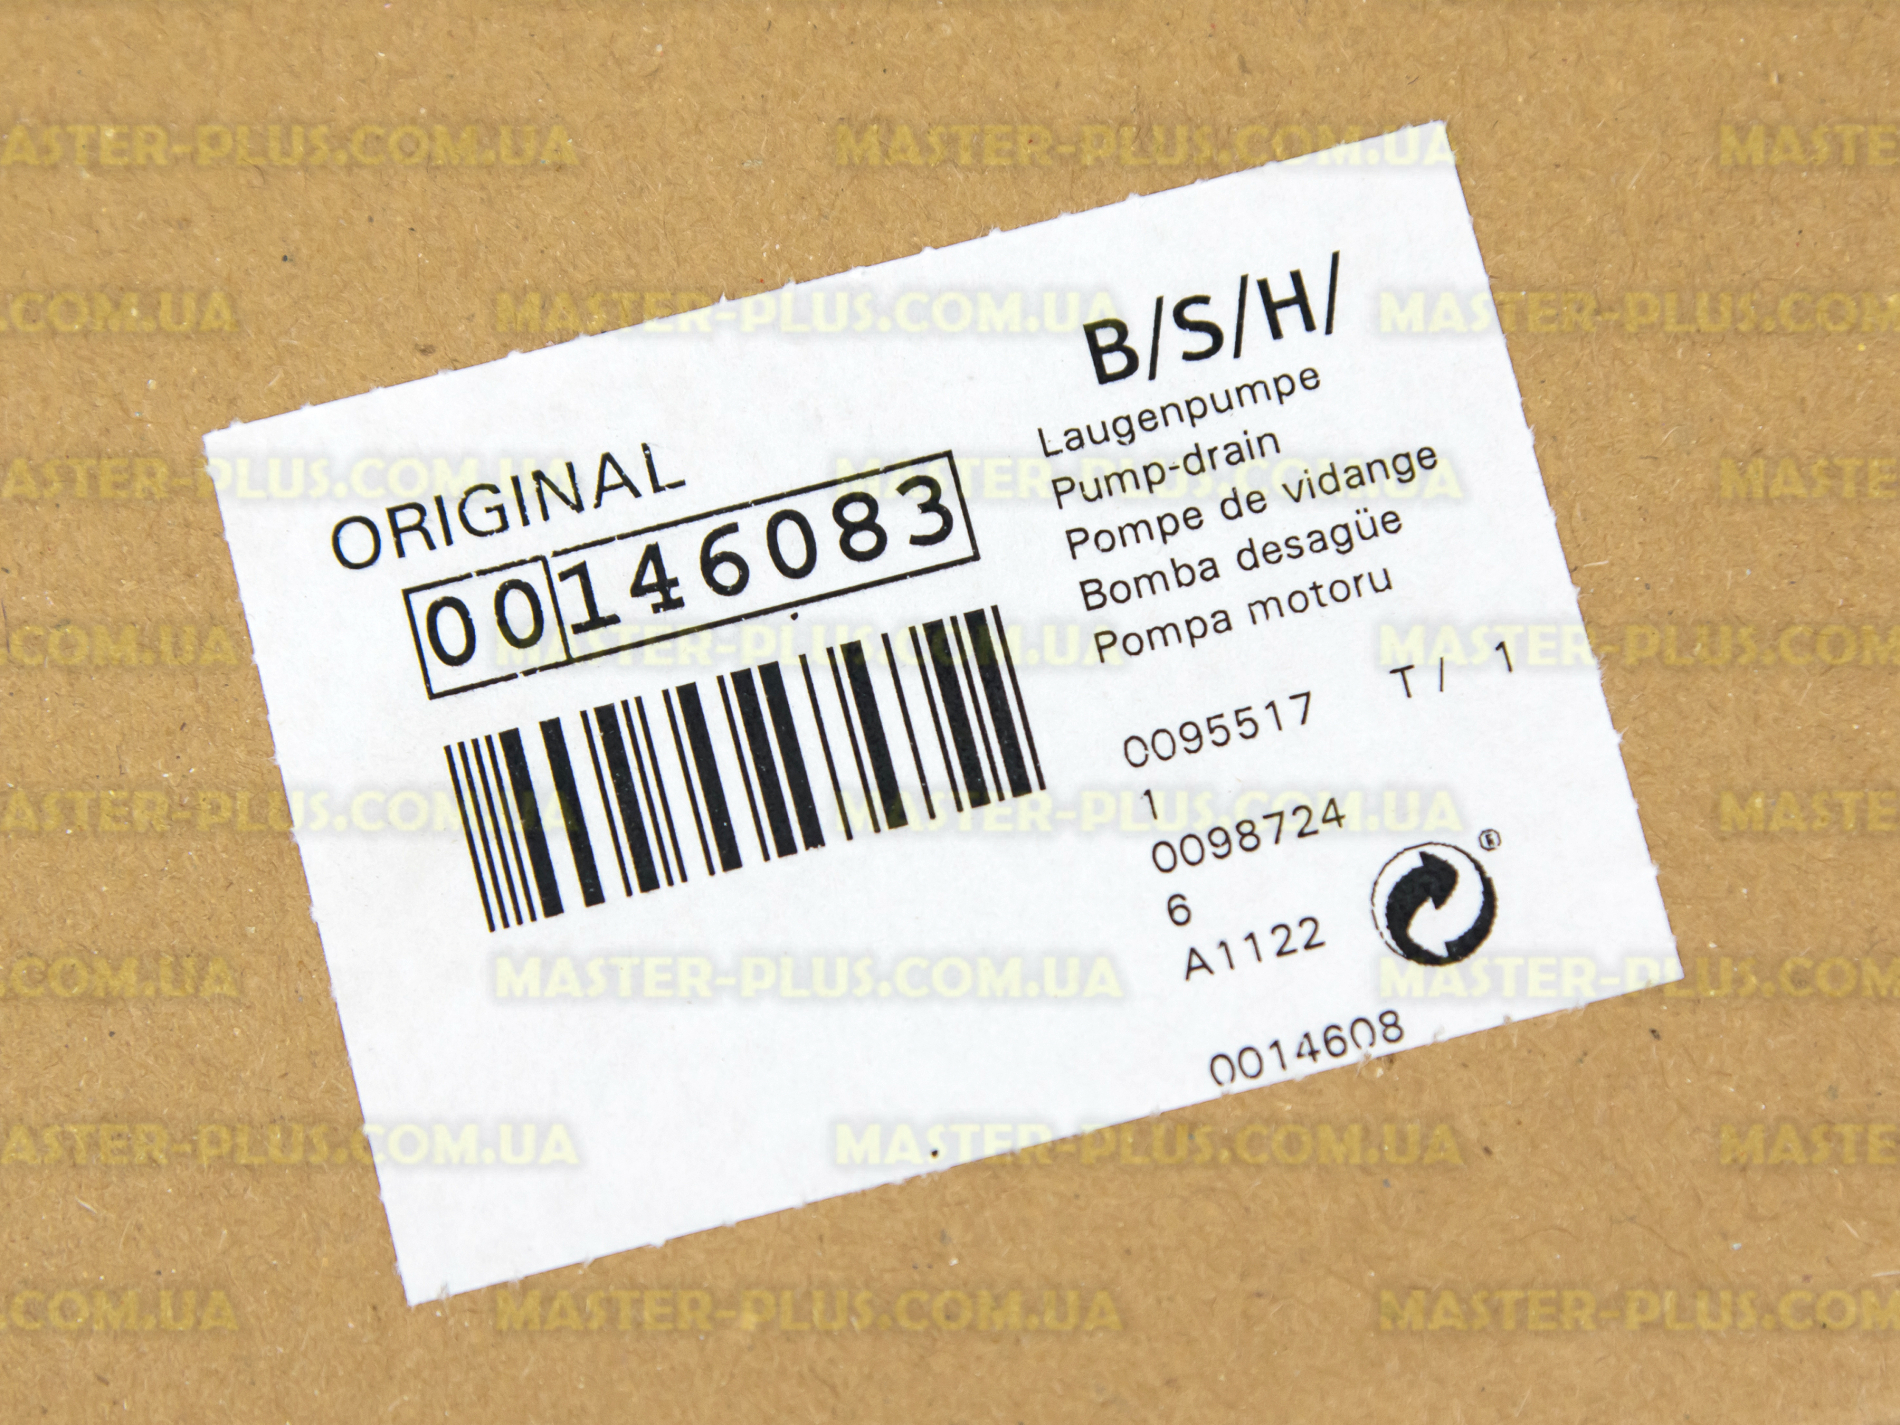 B/S/H/
ORIGINAL
00146083
Laugenpumpe
Pump-drain
Pompe de vidange
Bomba desagüe
Pompa motoru
0095517 T / 1
1
0098724
6
A1122
0014608
MASTER-PLUS.COM.UA